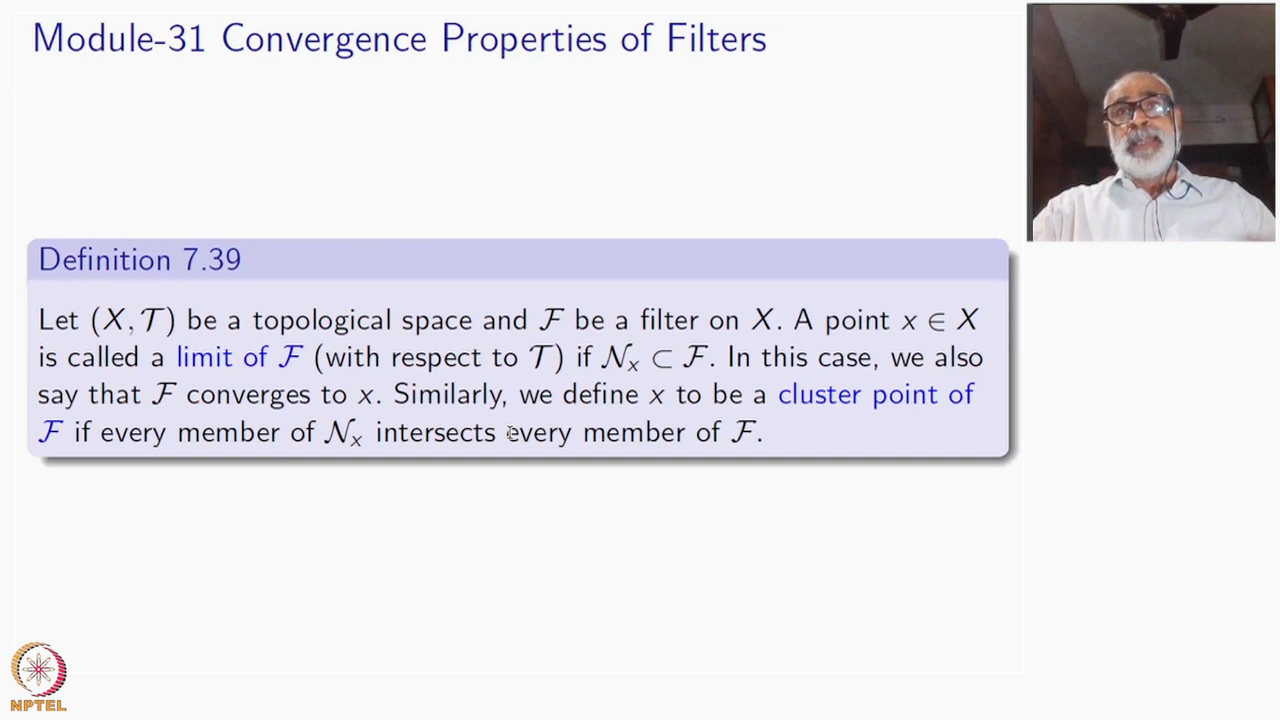 Module-31 Convergence Properties of Filters
Definition 7.39
Let (X, 𝒯) be a topological space and ℱ be a filter on X. A point x ∈ X
is called a limit of ℱ (with respect to 𝒯) if 𝒩ₓ ⊂ ℱ. In this case, we also
say that ℱ converges to x. Similarly, we define x to be a cluster point of
ℱ if every member of 𝒩ₓ intersects every member of ℱ.
NPTEL